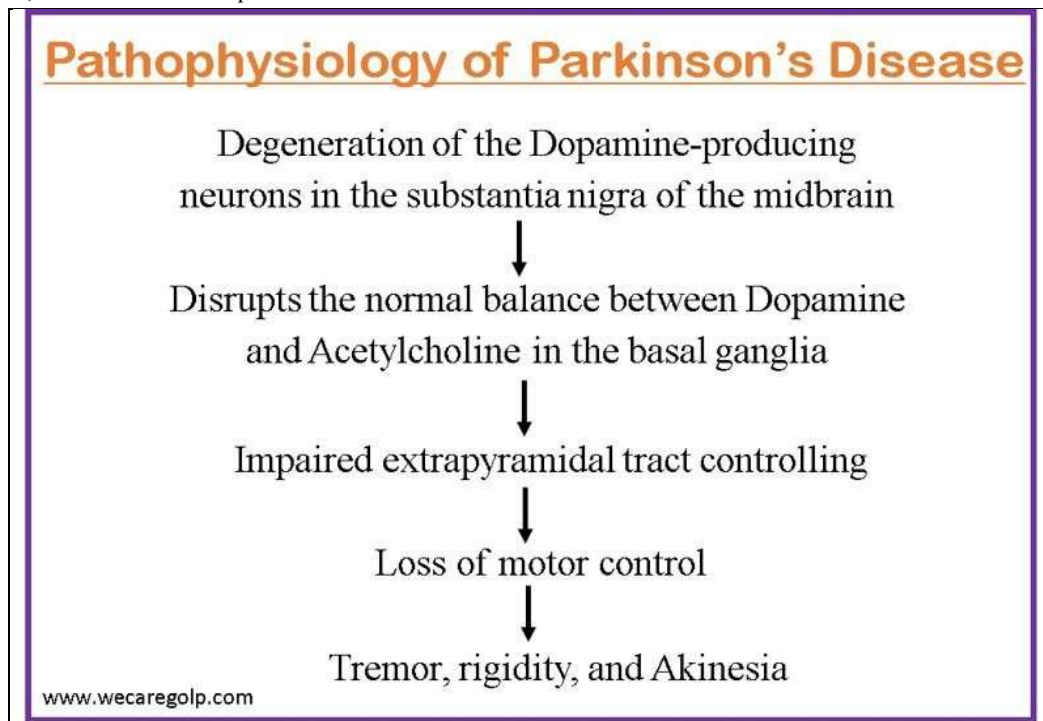 Pathophysiology of Parkinson’s Disease
Degeneration of the Dopamine-producing
neurons in the substantia nigra of the midbrain
Disrupts the normal balance between Dopamine
and Acetylcholine in the basal ganglia
Impaired extrapyramidal tract controlling
Loss of motor control
Tremor, rigidity, and Akinesia
www.wecaregolp.com